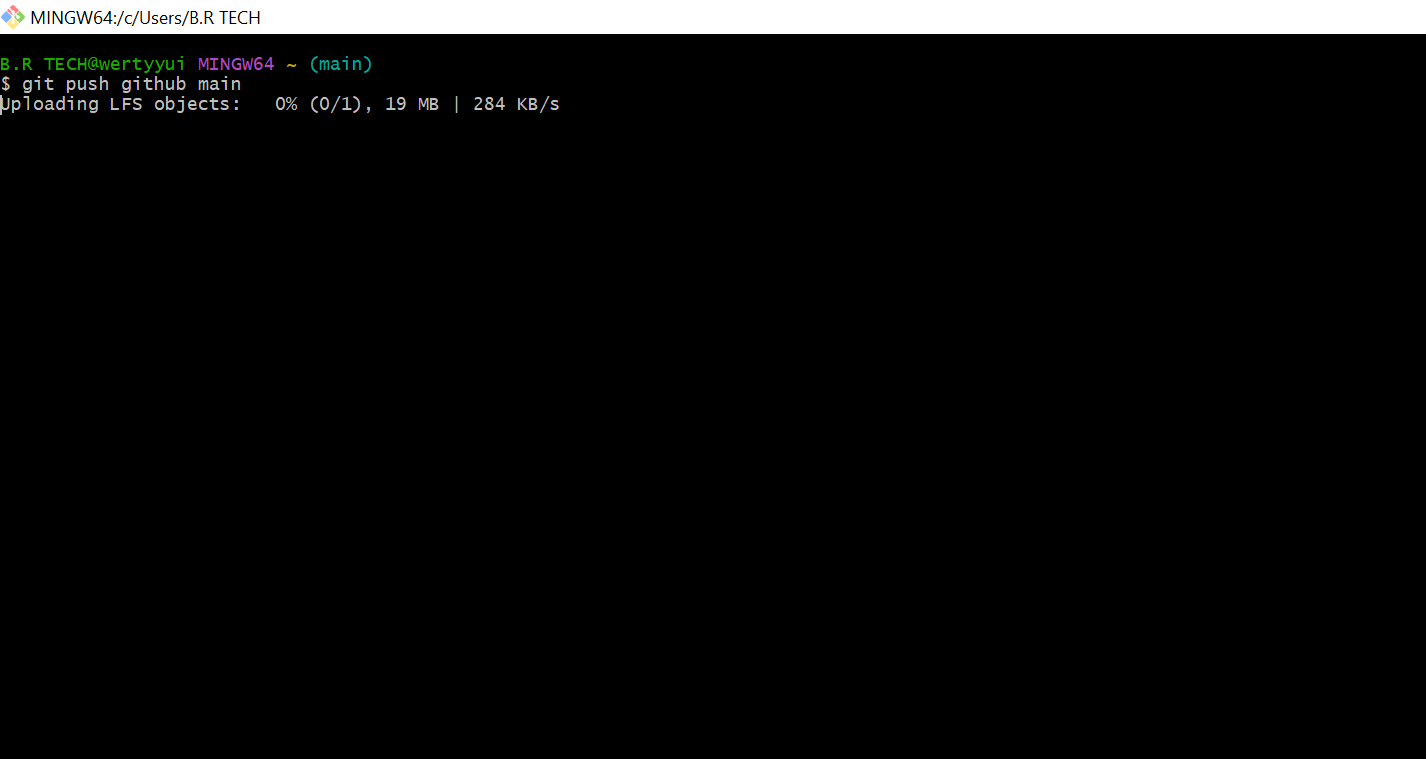 MINGW64:/c/Users/B.R TECH
B.R TECH@wertyyui MINGW64 ~ (main)
$ git push github main
Uploading LFS objects:   0% (0/1), 19 MB | 284 KB/s